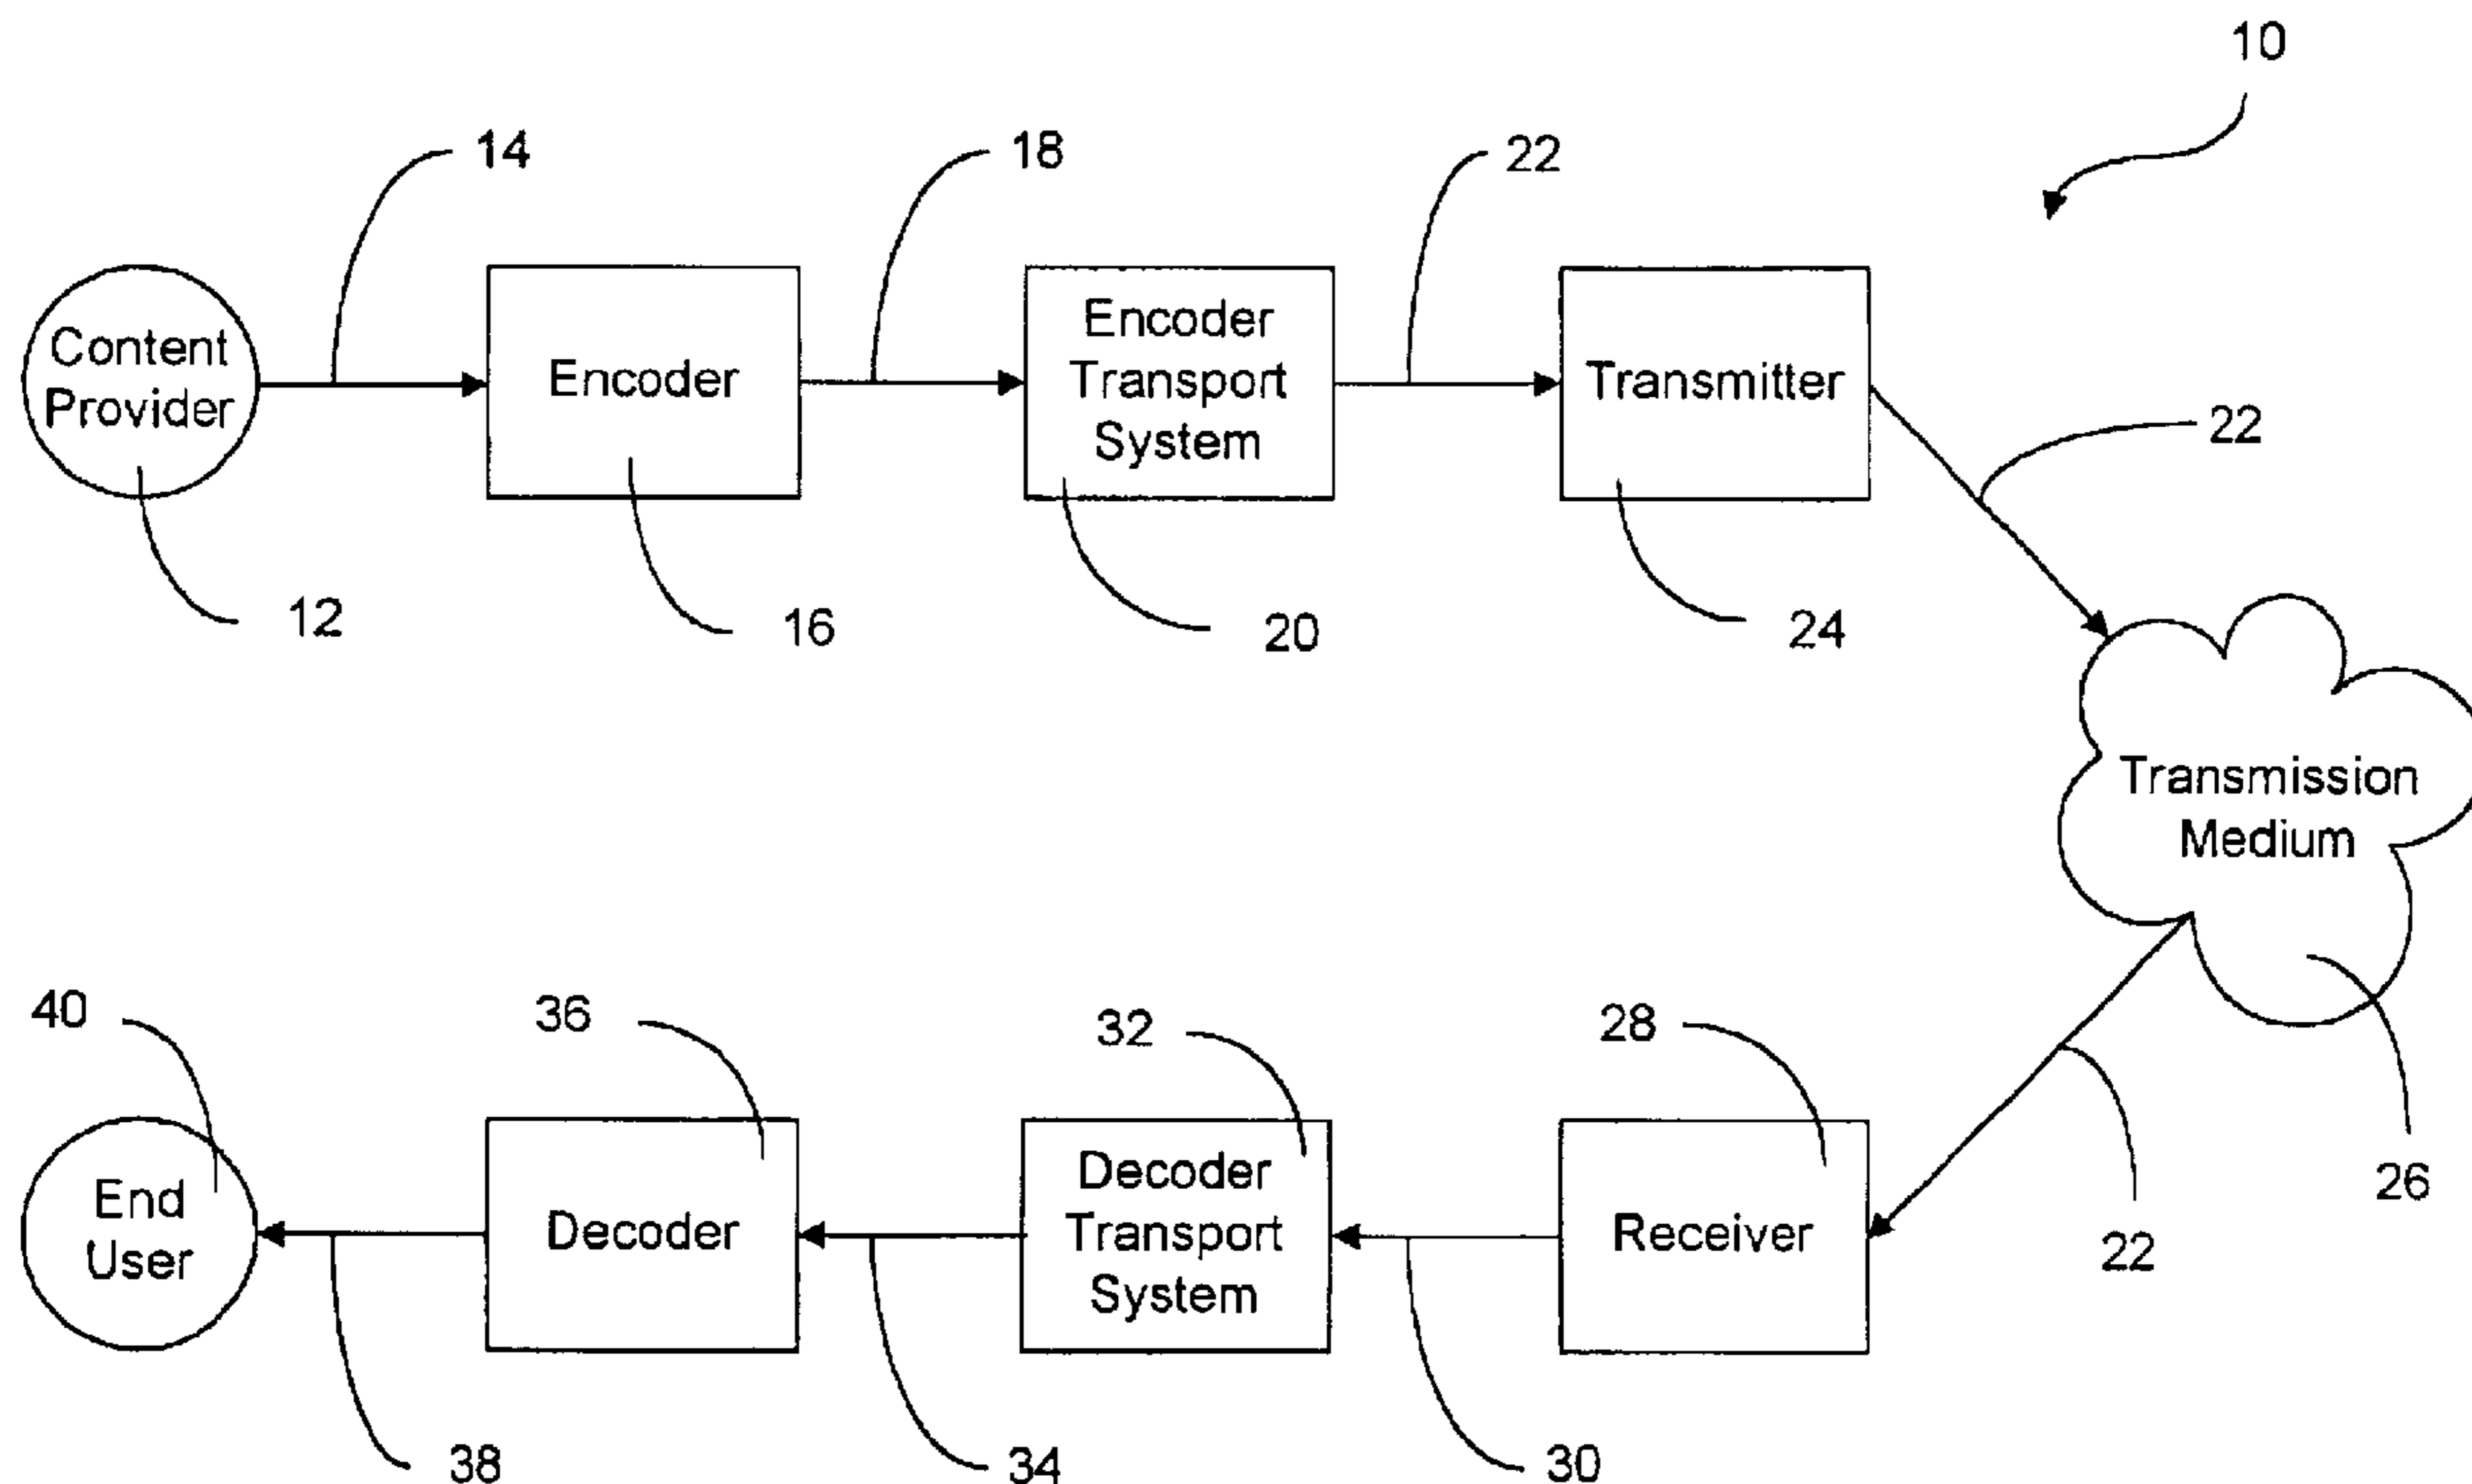 10
14
18
22
Content
Provider
Encoder
Encoder
Transport
System
Transmitter
22
12
16
20
24
Transmission
Medium
40
36
32
28
End
User
Decoder
Decoder
Transport
System
Receiver
26
22
38
34
30